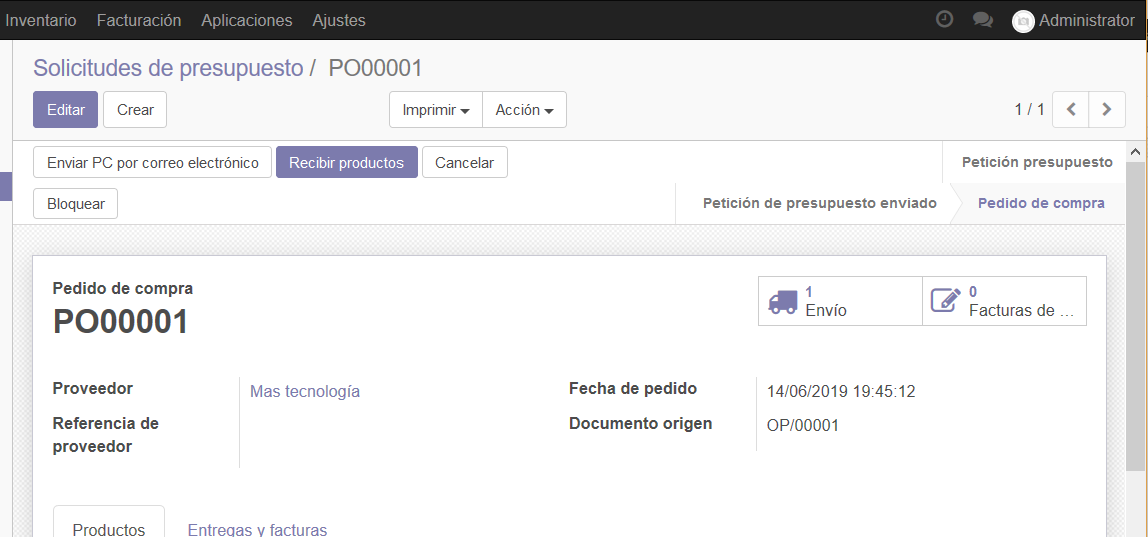 Inventario Facturación Aplicaciones Ajustes Administrator
Solicitudes de presupuesto / PO00001
Editar Crear Imprimir Acción 1 / 1
Enviar PC por correo electrónico Recibir productos Cancelar Petición presupuesto
Bloquear Petición de presupuesto enviado Pedido de compra
Pedido de compra
PO00001
1
Envío
0
Facturas de ...
Proveedor Mas tecnología
Referencia de
proveedor
Fecha de pedido 14/06/2019 19:45:12
Documento origen OP/00001
Productos Entregas y facturas